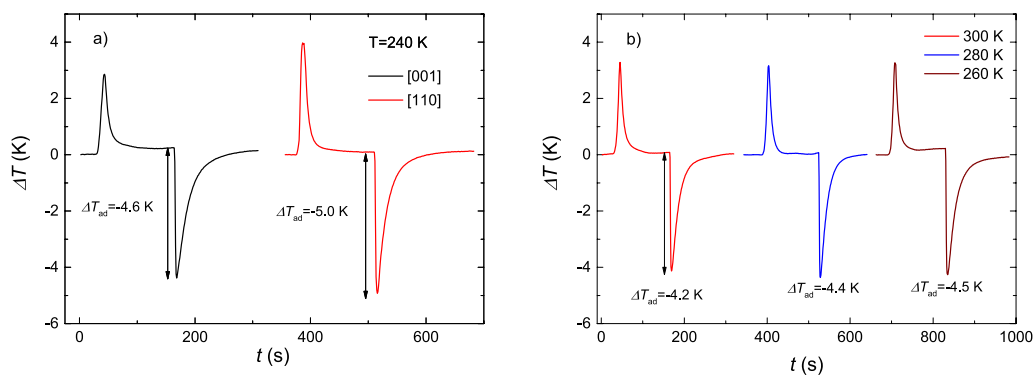 a)
T=240 K
[001]
[110]
ΔT (K)
4
2
0
-2
-4
-6
ΔTad=-4.6 K
ΔTad=-5.0 K
0
200
400
600
t (s)
b)
300 K
280 K
260 K
ΔT (K)
4
2
0
-2
-4
-6
ΔTad=-4.2 K
ΔTad=-4.4 K
ΔTad=-4.5 K
0
200
400
600
800
1000
t (s)